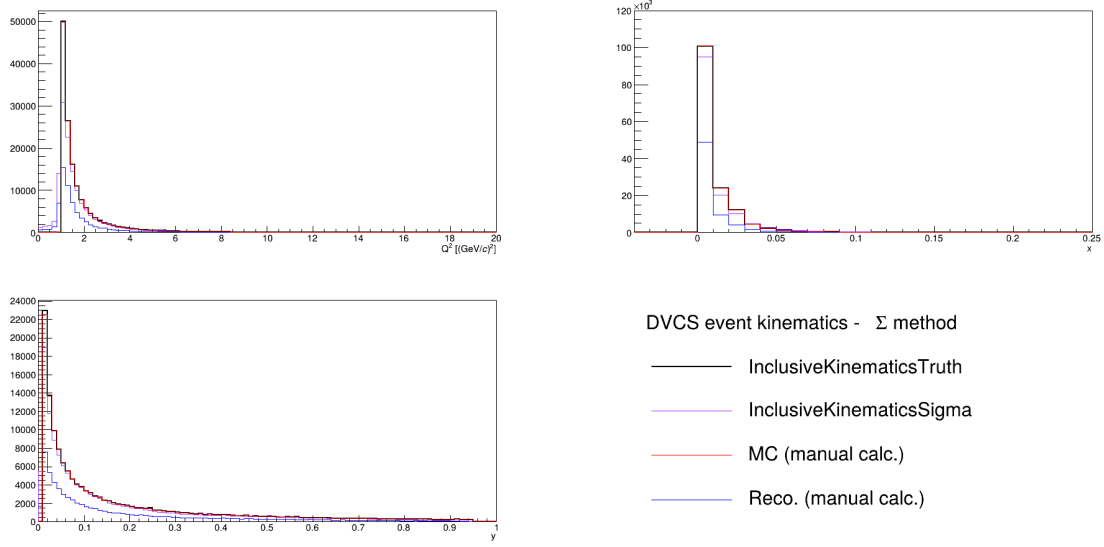 50000
40000
30000
20000
10000
0
0 2 4 6 8 10 12 14 16 18 20
Q² [(GeV/c)²]
×10³
120
100
80
60
40
20
0
0 0.05 0.1 0.15 0.2 0.25
x
24000
22000
20000
18000
16000
14000
12000
10000
8000
6000
4000
2000
0
0 0.1 0.2 0.3 0.4 0.5 0.6 0.7 0.8 0.9 1
y
DVCS event kinematics - Σ method
InclusiveKinematicsTruth
InclusiveKinematicsSigma
MC (manual calc.)
Reco. (manual calc.)